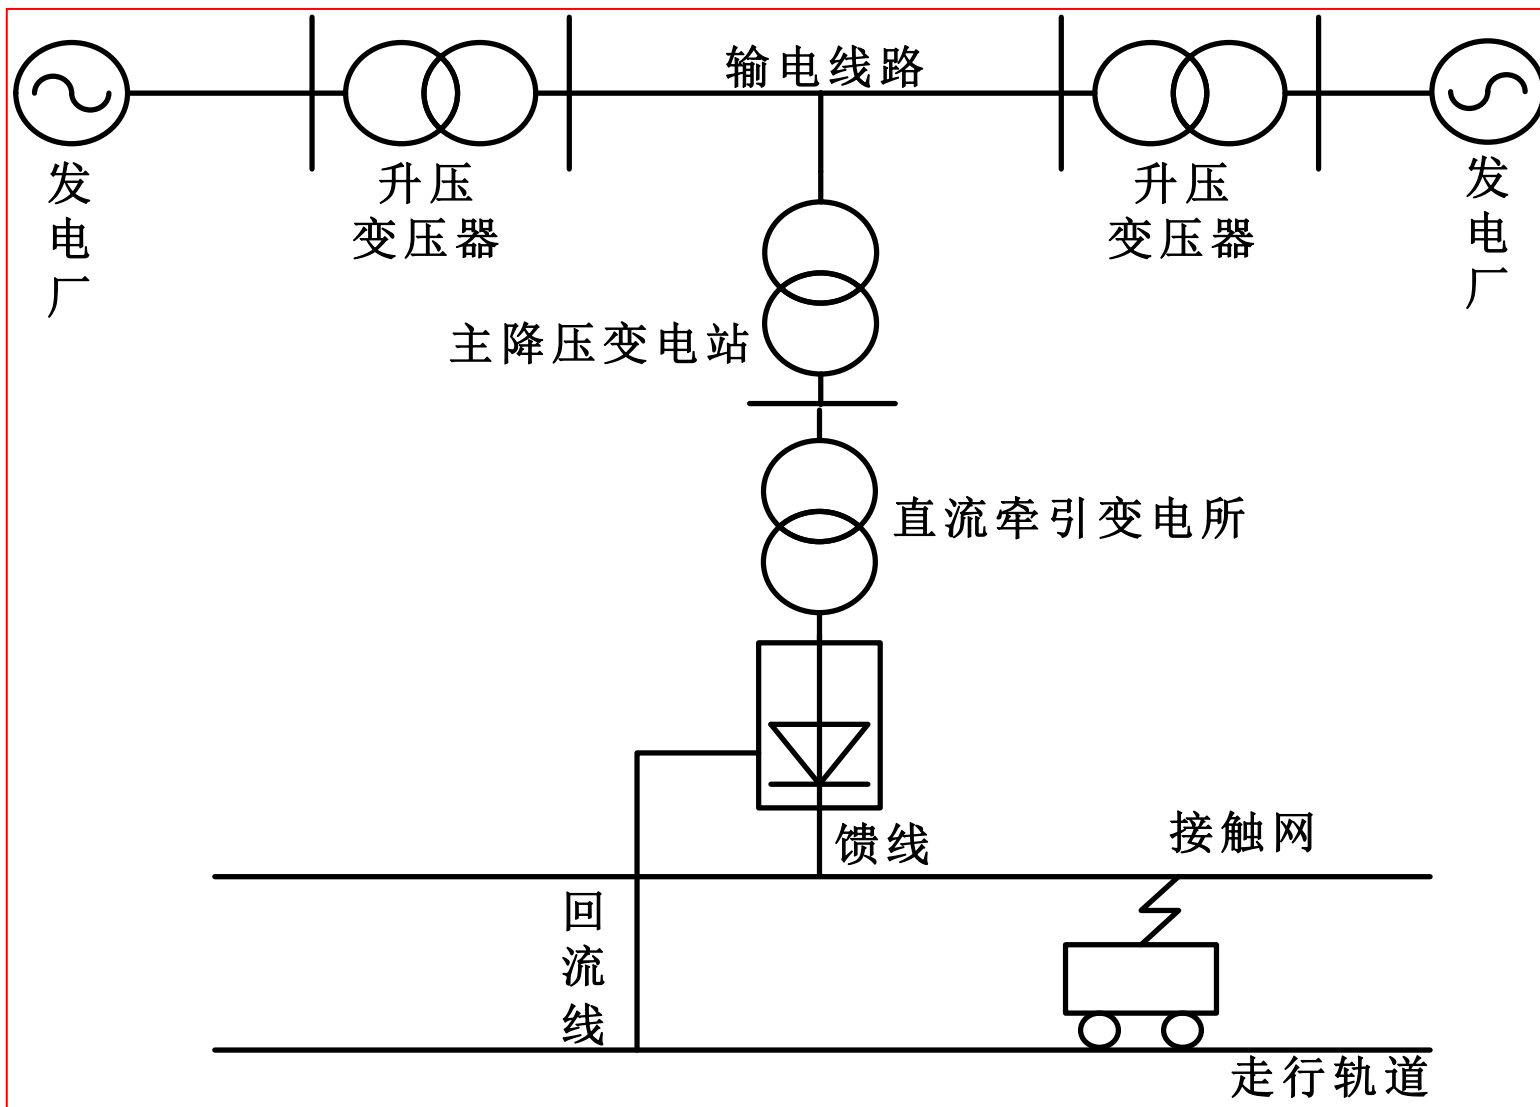 输电线路
发电厂
升压
变压器
升压
变压器
发电厂
主降压变电站
直流牵引变电所
馈线
接触网
回流线
走行轨道